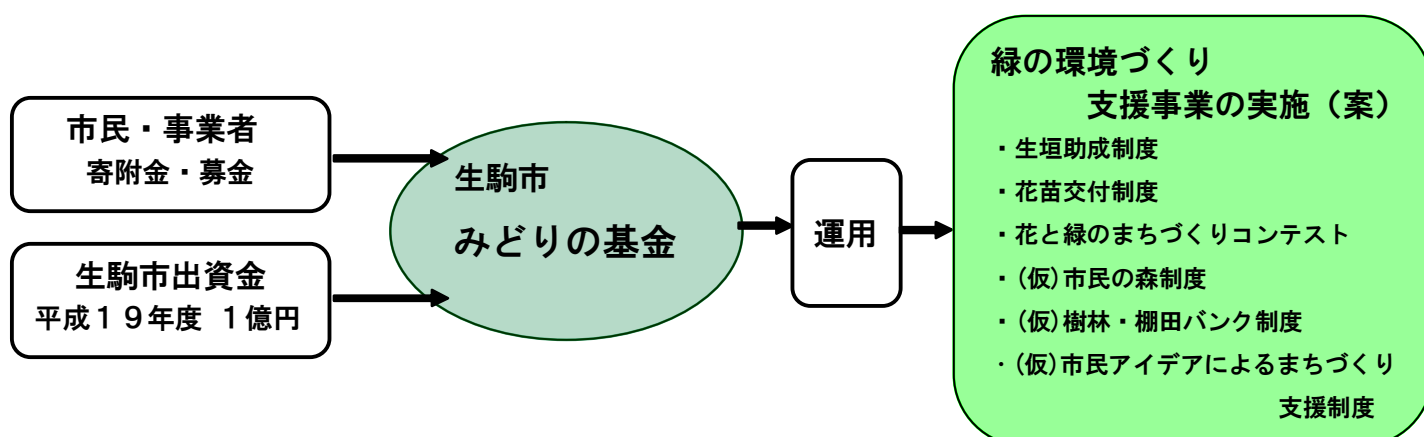 市民・事業者
寄附金・募金
生駒市出資金
平成１９年度 １億円
生駒市
みどりの基金
運用
緑の環境づくり
支援事業の実施（案）
・生垣助成制度
・花苗交付制度
・花と緑のまちづくりコンテスト
・(仮)市民の森制度
・(仮)樹林・棚田バンク制度
・(仮)市民アイデアによるまちづくり
支援制度